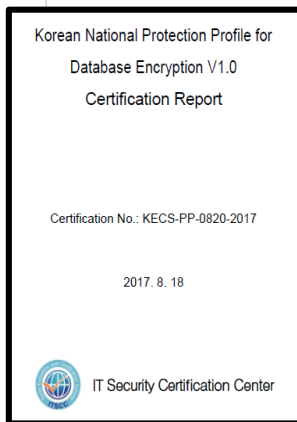 Korean National Protection Profile for
Database Encryption V1.0
Certification Report
Certification No.: KECS-PP-0820-2017
2017. 8. 18
ITSCC
IT Security Certification Center